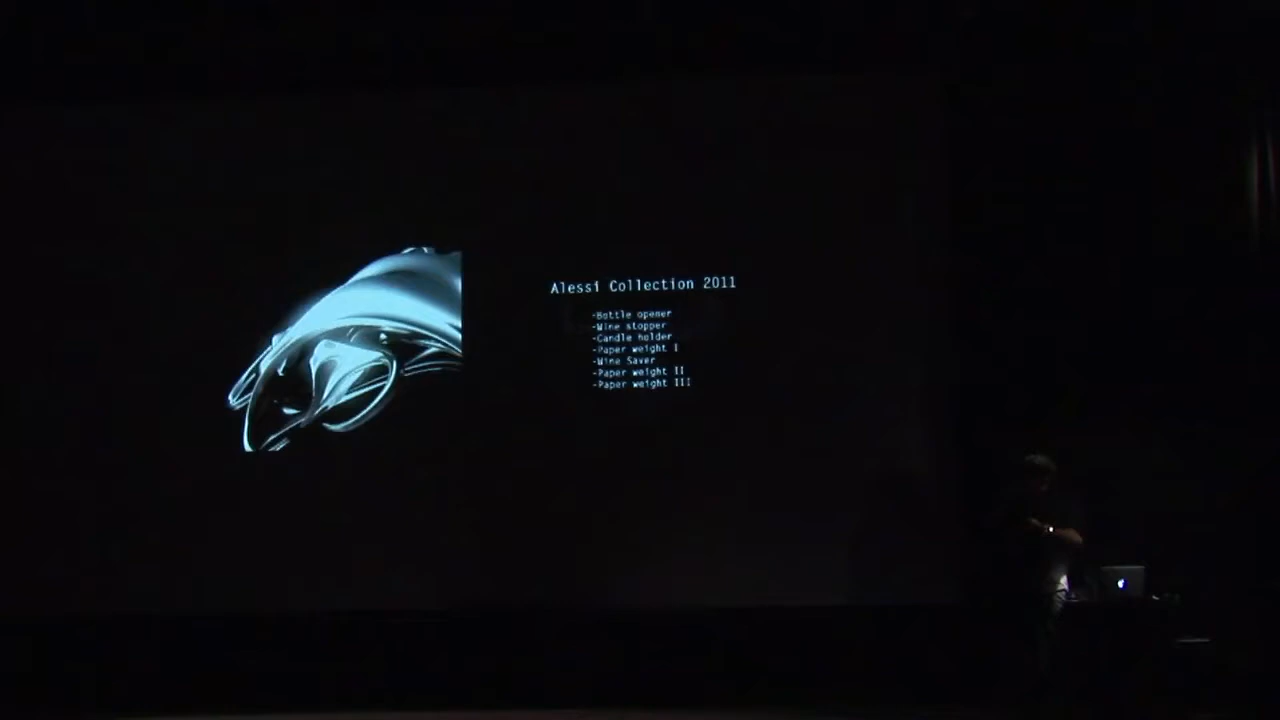 Alessi Collection 2011
-Bottle opener
-Wine stopper
-Candle holder
-Paper weight I
-Wine Saver
-Paper weight II
-Paper weight III